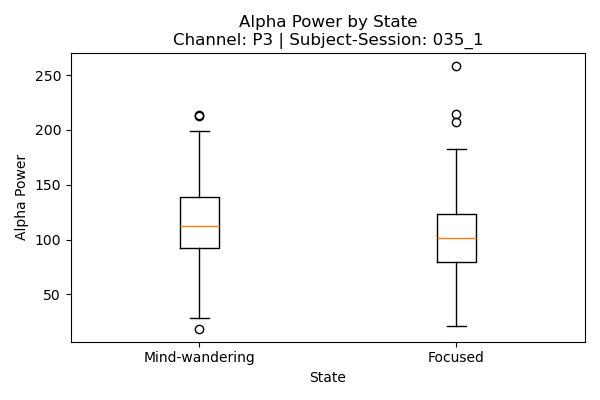 Alpha Power by State
Channel: P3 | Subject-Session: 035_1
250
200
150
100
50
Alpha Power
Mind-wandering
Focused
State